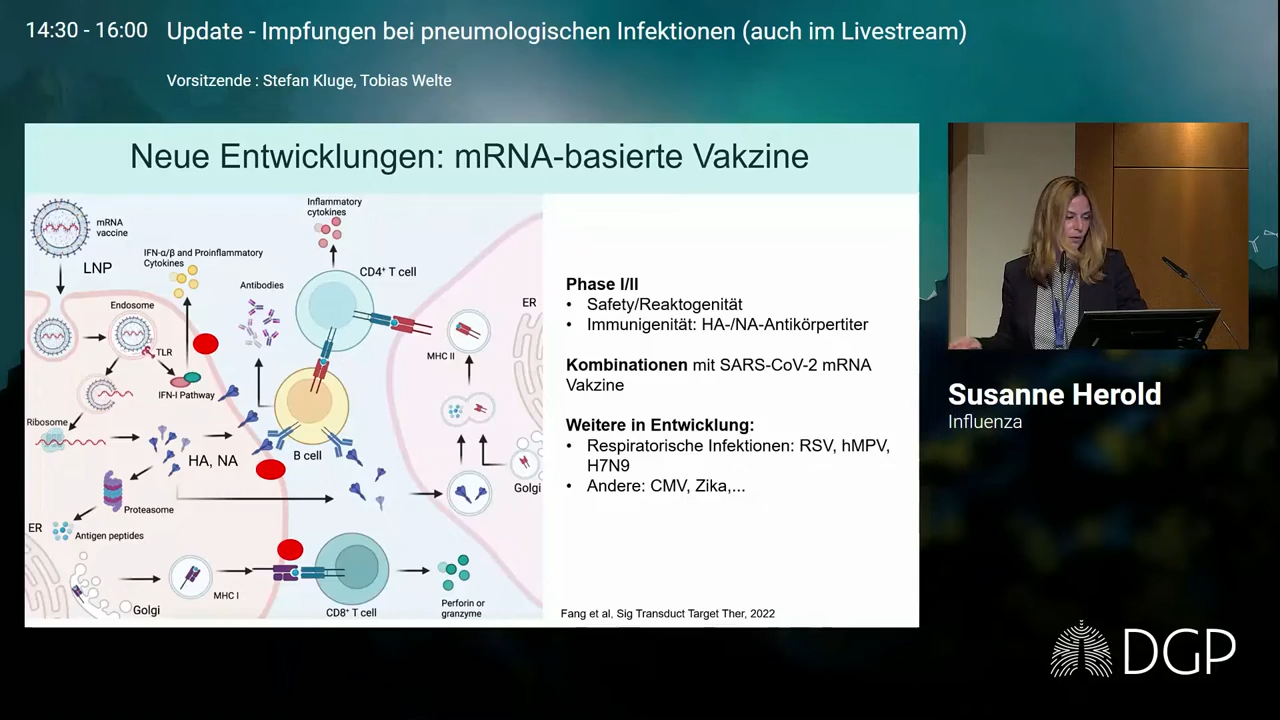 14:30 - 16:00 Update - Impfungen bei pneumologischen Infektionen (auch im Livestream)
Vorsitzende : Stefan Kluge, Tobias Welte
Neue Entwicklungen: mRNA-basierte Vakzine
mRNA
vaccine
LNP
IFN-α/β and Proinflammatory
Cytokines
Endosome
TLR
IFN-I Pathway
Ribosome
HA, NA
Proteasome
ER
Antigen peptides
Golgi
MHC I
Inflammatory
cytokines
CD4⁺ T cell
Antibodies
B cell
MHC II
ER
Golgi
CD8⁺ T cell
Perforin or
granzyme
Phase I/II
• Safety/Reaktogenität
• Immunigenität: HA-/NA-Antikörpertiter
Kombinationen mit SARS-CoV-2 mRNA
Vakzine
Weitere in Entwicklung:
• Respiratorische Infektionen: RSV, hMPV,
H7N9
• Andere: CMV, Zika,...
Fang et al, Sig Transduct Target Ther, 2022
Susanne Herold
Influenza
DGP